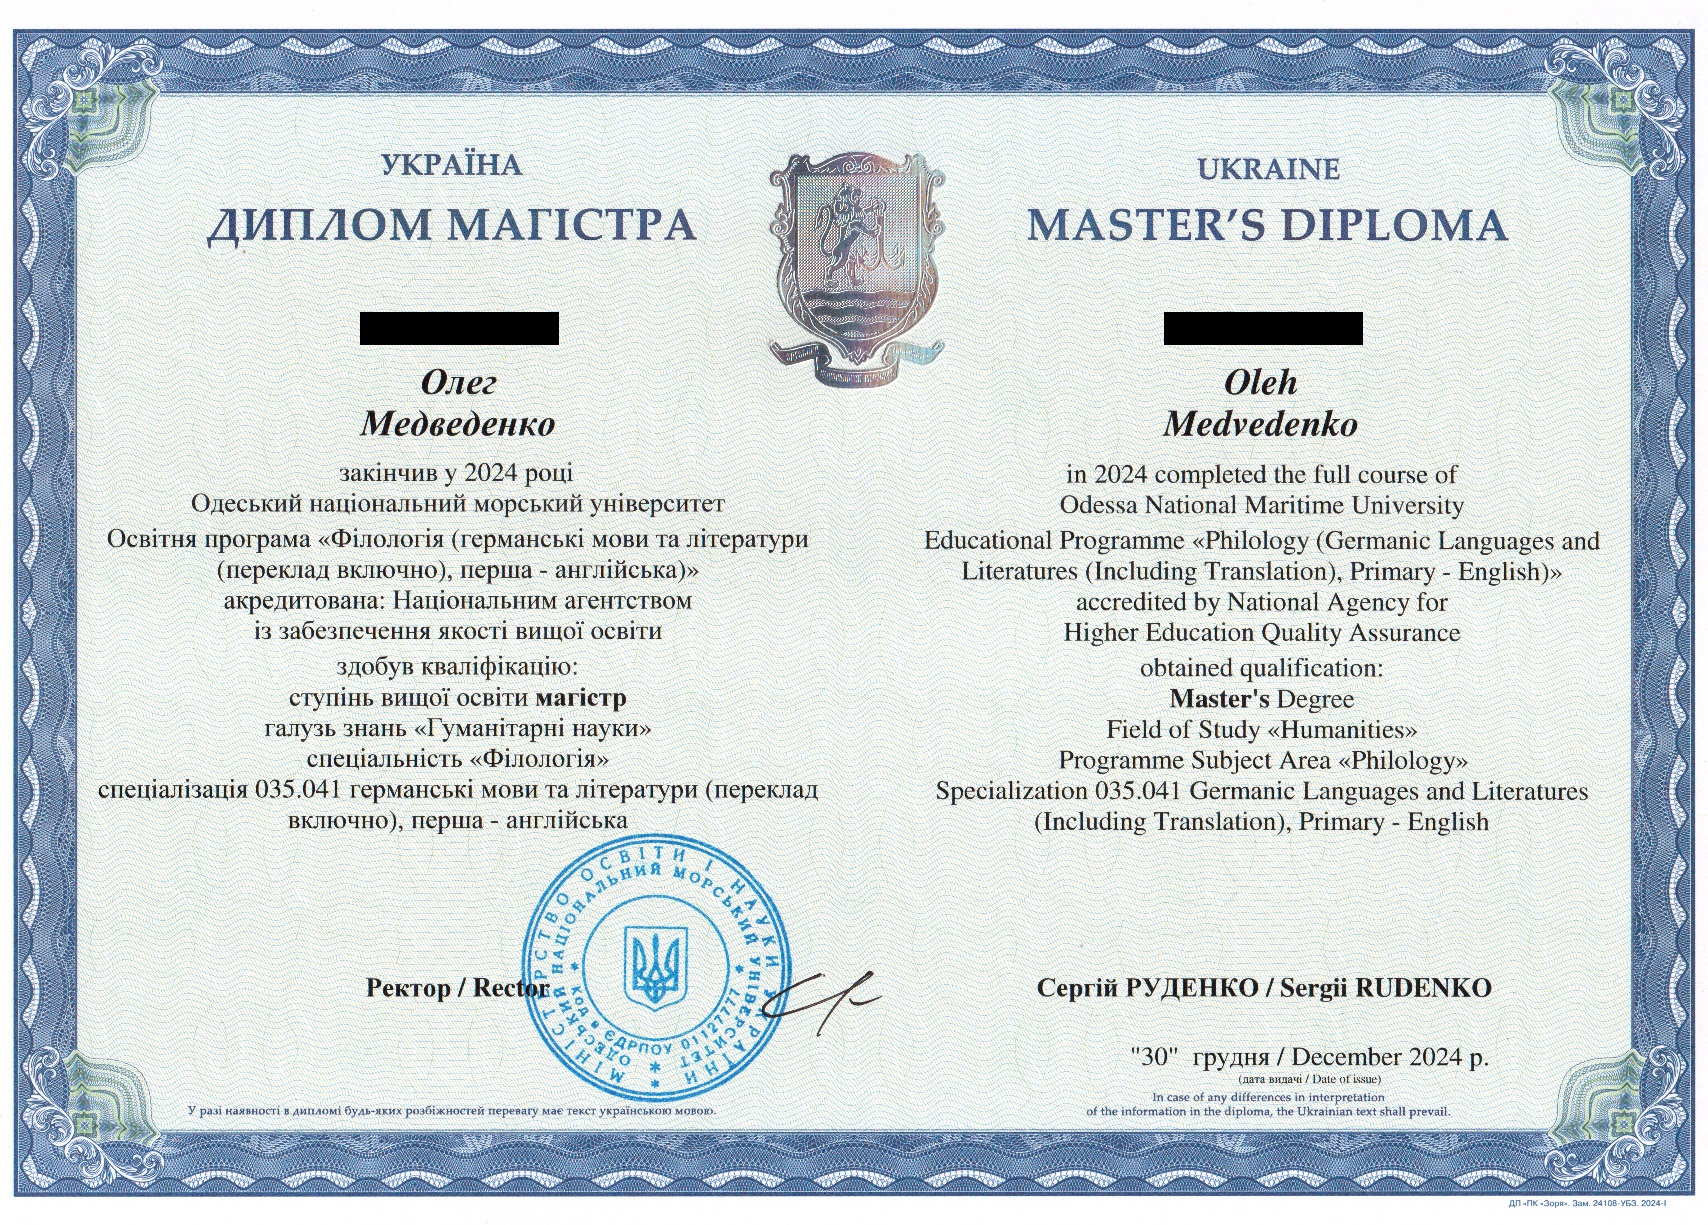 УКРАЇНА
ДИПЛОМ МАГІСТРА
Олег
Медведенко
закінчив у 2024 році
Одеський національний морський університет
Освітня програма «Філологія (германські мови та літератури
(переклад включно), перша - англійська)»
акредитована: Національним агентством
із забезпечення якості вищої освіти
здобув кваліфікацію:
ступінь вищої освіти магістр
галузь знань «Гуманітарні науки»
спеціальність «Філологія»
спеціалізація 035.041 германські мови та літератури (переклад
включно), перша - англійська
UKRAINE
MASTER'S DIPLOMA
Oleh
Medvedenko
in 2024 completed the full course of
Odessa National Maritime University
Educational Programme «Philology (Germanic Languages and
Literatures (Including Translation), Primary - English)»
accredited by National Agency for
Higher Education Quality Assurance
obtained qualification:
Master's Degree
Field of Study «Humanities»
Programme Subject Area «Philology»
Specialization 035.041 Germanic Languages and Literatures
(Including Translation), Primary - English
Ректор / Rector
МІНІСТЕРСТВО ОСВІТИ І НАУКИ УКРАЇНИ *
ОДЕСЬКИЙ НАЦІОНАЛЬНИЙ МОРСЬКИЙ УНІВЕРСИТЕТ *
* Код в ЄДРПОУ 01127777 *
Сергій РУДЕНКО / Sergii RUDENKO
"30" грудня / December 2024 р.
(дата видачі / Date of issue)
У разі наявності в дипломі будь-яких розбіжностей перевагу має текст українською мовою.
In case of any differences in interpretation
of the information in the diploma, the Ukrainian text shall prevail.
ДП «ПК «Зоря». Зам. 24108-УБЗ. 2024-І